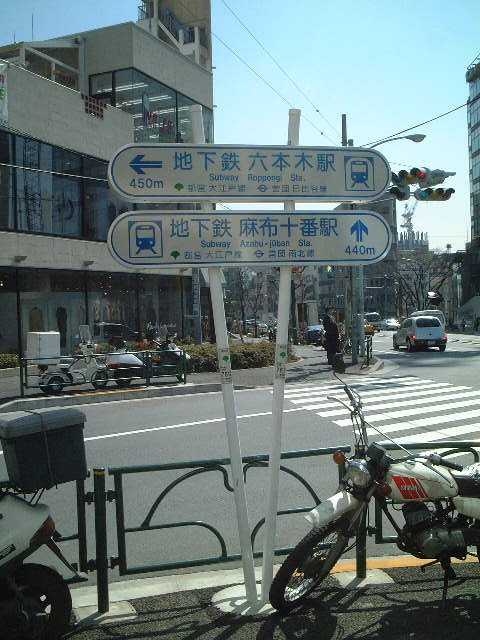 地下鉄 六本木駅
Subway Roppongi Sta.
450m
都営大江戸線 営団日比谷線
地下鉄 麻布十番駅
Subway Azabu-jūban Sta.
440m
都営大江戸線 営団南北線